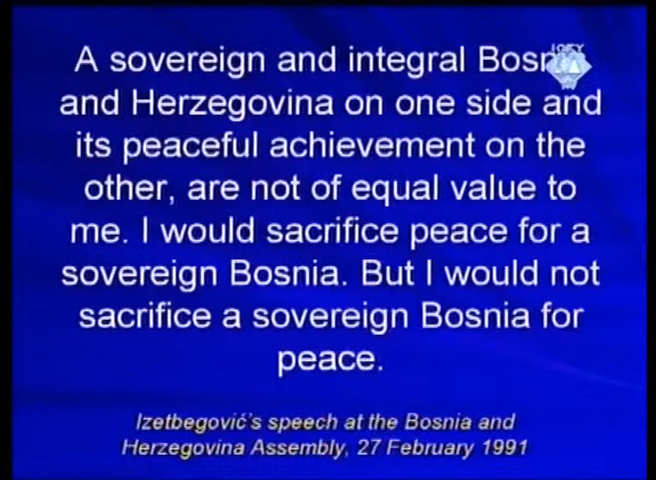 A sovereign and integral Bosnia
and Herzegovina on one side and
its peaceful achievement on the
other, are not of equal value to
me. I would sacrifice peace for a
sovereign Bosnia. But I would not
sacrifice a sovereign Bosnia for
peace.
Izetbegović's speech at the Bosnia and
Herzegovina Assembly, 27 February 1991